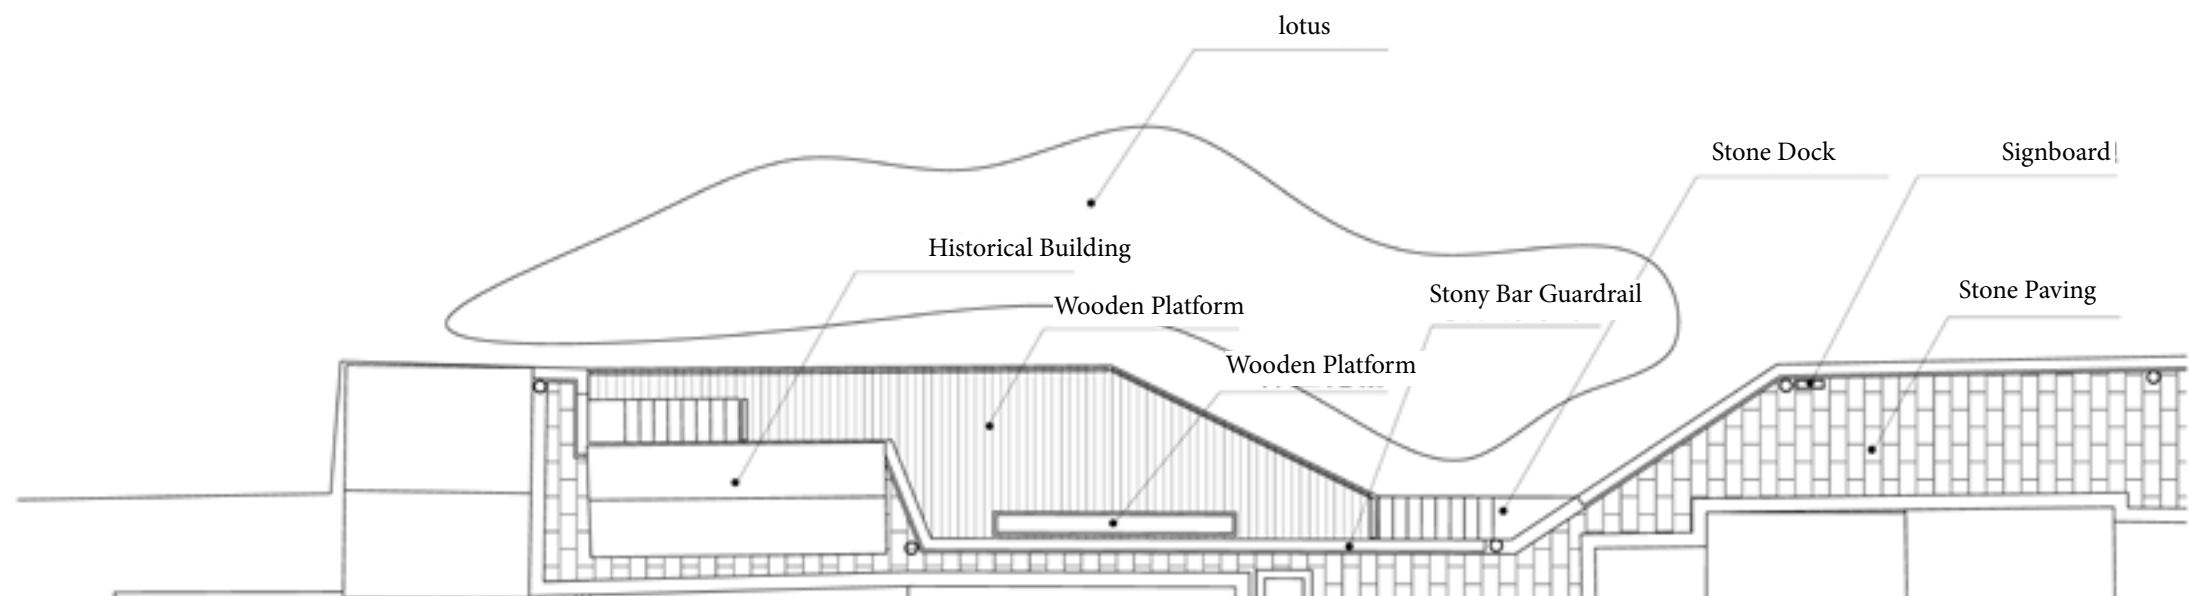 lotus
Stone Dock
Signboard
Historical Building
Stone Paving
Stony Bar Guardrail
Wooden Platform
Wooden Platform